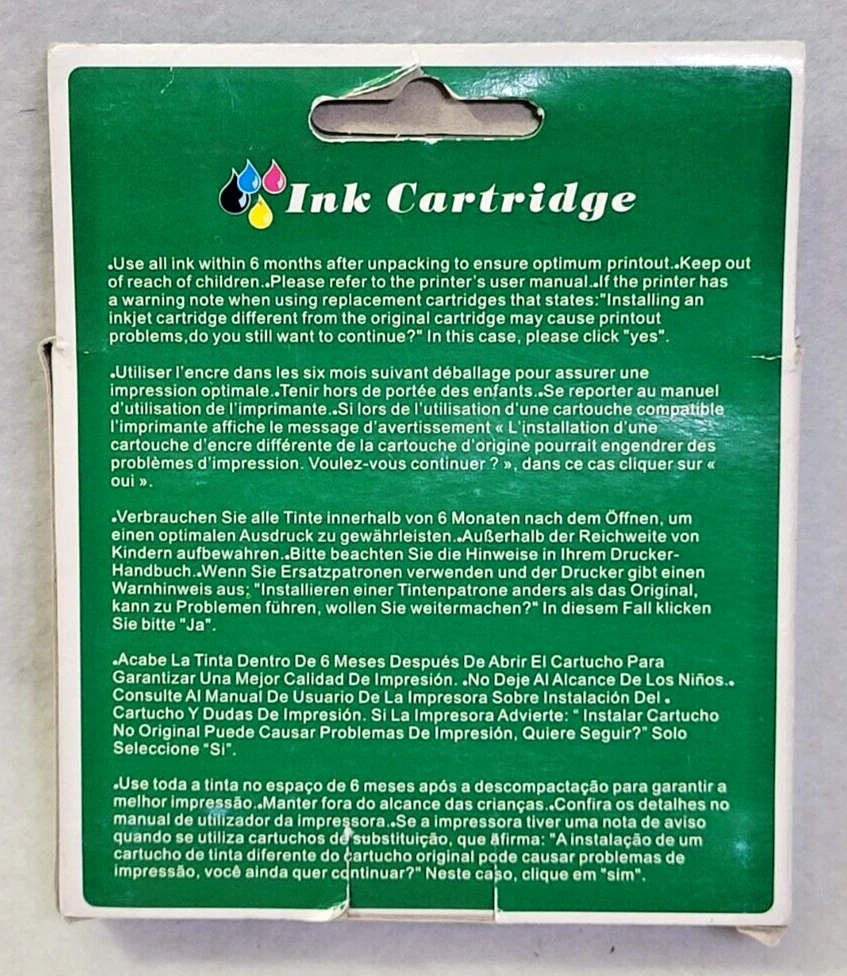 Ink Cartridge
.Use all ink within 6 months after unpacking to ensure optimum printout..Keep out
of reach of children..Please refer to the printer's user manual..If the printer has
a warning note when using replacement cartridges that states:"Installing an
inkjet cartridge different from the original cartridge may cause printout
problems,do you still want to continue?" In this case, please click "yes".
.Utiliser l'encre dans les six mois suivant déballage pour assurer une
impression optimale..Tenir hors de portée des enfants..Se reporter au manuel
d'utilisation de l'imprimante..Si lors de l'utilisation d'une cartouche compatible
l'imprimante affiche le message d'avertissement « L'installation d'une
cartouche d'encre différente de la cartouche d'origine pourrait engendrer des
problèmes d'impression. Voulez-vous continuer ? », dans ce cas cliquer sur «
oui ».
.Verbrauchen Sie alle Tinte innerhalb von 6 Monaten nach dem Öffnen, um
einen optimalen Ausdruck zu gewährleisten..Außerhalb der Reichweite von
Kindern aufbewahren..Bitte beachten Sie die Hinweise in Ihrem Drucker-
Handbuch..Wenn Sie Ersatzpatronen verwenden und der Drucker gibt einen
Warnhinweis aus: "Installieren einer Tintenpatrone anders als das Original,
kann zu Problemen führen, wollen Sie weitermachen?" In diesem Fall klicken
Sie bitte "Ja".
.Acabe La Tinta Dentro De 6 Meses Después De Abrir El Cartucho Para
Garantizar Una Mejor Calidad De Impresión. .No Deje Al Alcance De Los Niños..
Consulte Al Manual De Usuario De La Impresora Sobre Instalación Del .
Cartucho Y Dudas De Impresión. Si La Impresora Advierte: “ Instalar Cartucho
No Original Puede Causar Problemas De Impresión, Quiere Seguir?” Solo
Seleccione “Si”.
.Use toda a tinta no espaço de 6 meses após a descompactação para garantir a
melhor impressão..Manter fora do alcance das crianças..Confira os detalhes no
manual de utilizador da impressora..Se a impressora tiver uma nota de aviso
quando se utiliza cartuchos de substituição, que afirma: "A instalação de um
cartucho de tinta diferente do cartucho original pode causar problemas de
impressão, você ainda quer continuar?" Neste caso, clique em "sim".